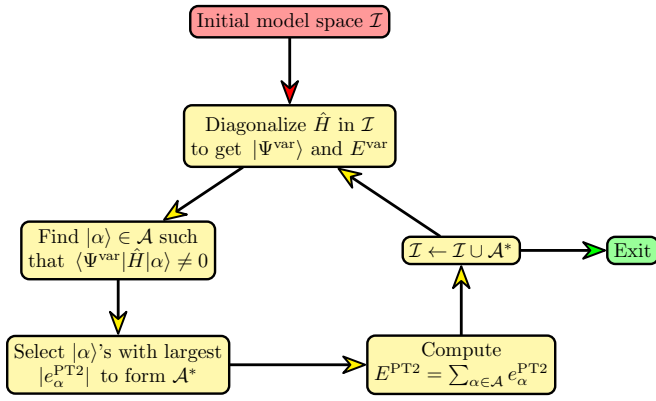 Initial model space ℐ
Diagonalize Ĥ in ℐ
to get |Ψ^var⟩ and E^var
Find |α⟩ ∈ 𝒜 such
that ⟨Ψ^var|Ĥ|α⟩ ≠ 0
ℐ ← ℐ ∪ 𝒜*
Exit
Select |α⟩'s with largest
|e_α^PT2| to form 𝒜*
Compute
E^PT2 = ∑_{α∈𝒜} e_α^PT2